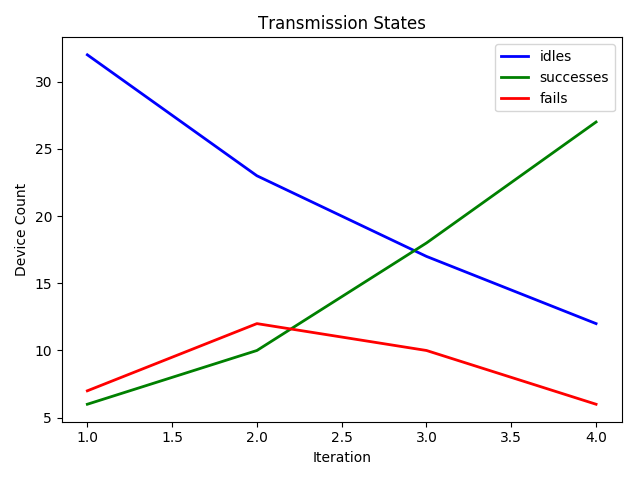 Transmission States
idles
successes
fails
Device Count
30
25
20
15
10
5
1.0 1.5 2.0 2.5 3.0 3.5 4.0
Iteration